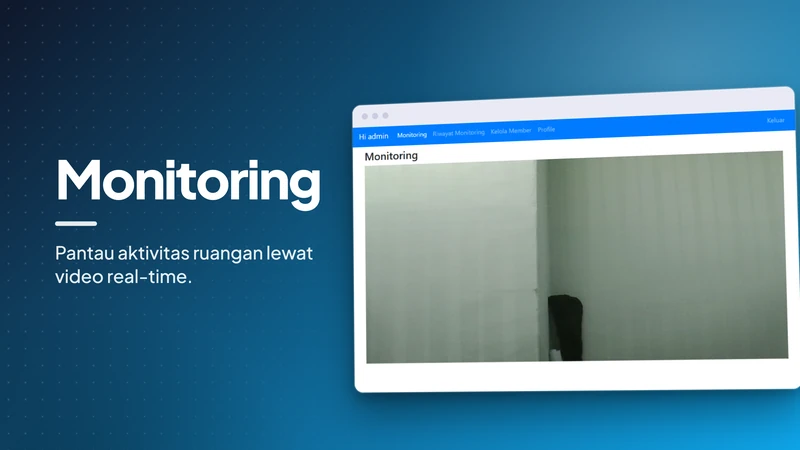 Monitoring
Pantau aktivitas ruangan lewat
video real-time.
Hi admin Monitoring Riwayat Monitoring Kelola Member Profile Keluar
Monitoring